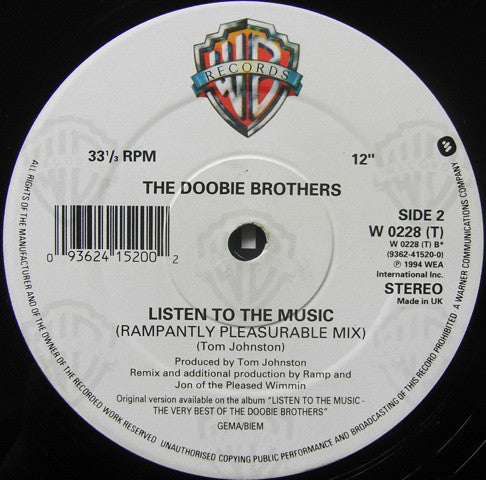 WB
RECORDS
33¹/₃ RPM
12"
THE DOOBIE BROTHERS
0 93624 15200 2
SIDE 2
W 0228 (T)
W 0228 (T) B*
(9362-41520-0)
℗ 1994 WEA
International Inc.
STEREO
Made in UK
LISTEN TO THE MUSIC
(RAMPANTLY PLEASURABLE MIX)
(Tom Johnston)
Produced by Tom Johnston
Remix and additional production by Ramp and
Jon of the Pleased Wimmin
Original version available on the album "LISTEN TO THE MUSIC -
THE VERY BEST OF THE DOOBIE BROTHERS"
GEMA/BIEM
ALL RIGHTS OF THE MANUFACTURER AND OF THE OWNER OF THE RECORDED WORK RESERVED UNAUTHORISED COPYING PUBLIC PERFORMANCE AND BROADCASTING OF THIS RECORD PROHIBITED A WARNER COMMUNICATIONS COMPANY